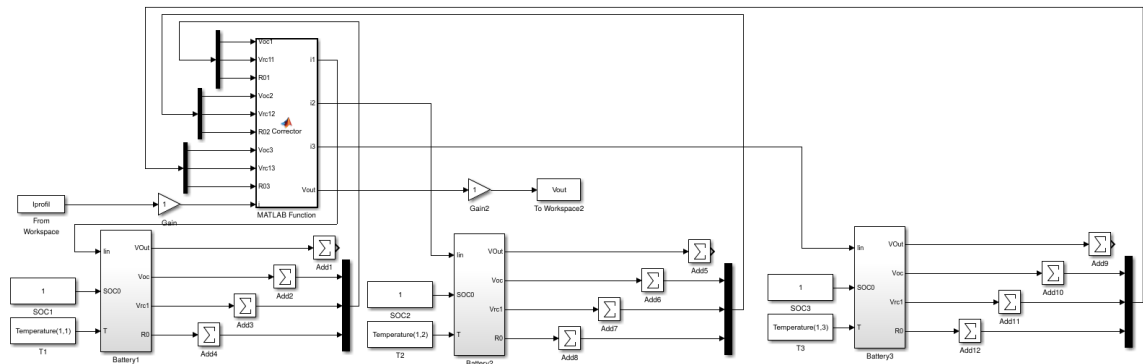 Voc1
Vrc11
R01
Voc2
Vrc12
R02
Voc3
Vrc13
R03
i
i1
i2
i3
Vout
Corrector
MATLAB Function
Iprofil
From
Workspace
1
Gain
1
Gain2
Vout
To Workspace2
Iin
SOC0
T
VOut
Voc
Vrc1
R0
Battery1
1
SOC1
Temperature(1,1)
T1
Add1
Add2
Add3
Add4
Iin
SOC0
T
VOut
Voc
Vrc1
R0
Battery2
1
SOC2
Temperature(1,2)
T2
Add5
Add6
Add7
Add8
Iin
SOC0
T
VOut
Voc
Vrc1
R0
Battery3
1
SOC3
Temperature(1,3)
T3
Add9
Add10
Add11
Add12